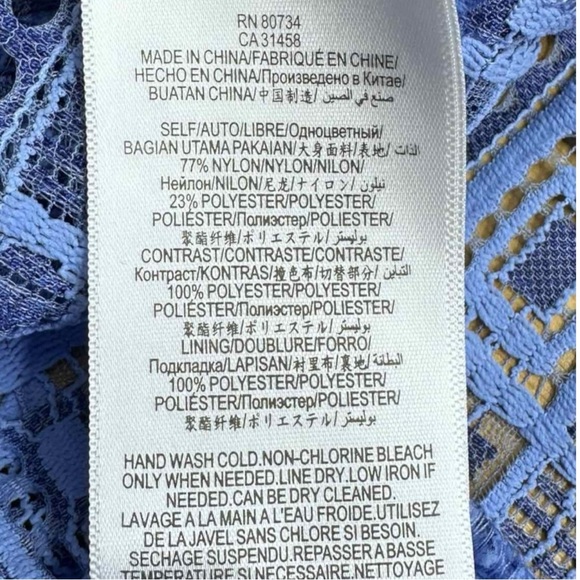 RN 80734
CA 31458
MADE IN CHINA/FABRIQUÉ EN CHINE/
HECHO EN CHINA/Произведено в Китае/
BUATAN CHINA/中国制造/ صنع في الصين/
SELF/AUTO/LIBRE/Одноцветный/
BAGIAN UTAMA PAKAIAN/大身面料/表地/ الذات/
77% NYLON/NYLON/NILON/
Нейлон/NILON/尼龙/ナイロン/ نيلون/
23% POLYESTER/POLYESTER/
POLIÉSTER/Полиэстер/POLIESTER/
聚酯纤维/ポリエステル/ بوليستر/
CONTRAST/CONTRASTE/CONTRASTE/
Контраст/KONTRAS/撞色布/切替部分/ التباين/
100% POLYESTER/POLYESTER/
POLIÉSTER/Полиэстер/POLIESTER/
聚酯纤维/ポリエステル/ بوليستر/
LINING/DOUBLURE/FORRO/
Подкладка/LAPISAN/衬里布/裏地/ البطانة/
100% POLYESTER/POLYESTER/
POLIÉSTER/Полиэстер/POLIESTER/
聚酯纤维/ポリエステル/ بوليستر/
HAND WASH COLD.NON-CHLORINE BLEACH
ONLY WHEN NEEDED.LINE DRY.LOW IRON IF
NEEDED.CAN BE DRY CLEANED.
LAVAGE A LA MAIN A L'EAU FROIDE.UTILISEZ
DE LA JAVEL SANS CHLORE SI BESOIN.
SECHAGE SUSPENDU.REPASSER A BASSE
TEMPERATURE SI NECESSAIRE.NETTOYAGE